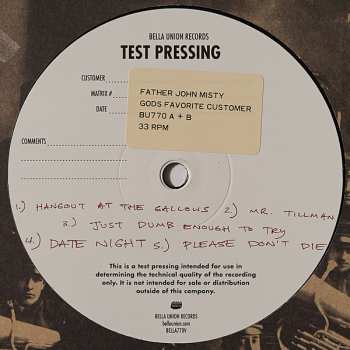 BELLA UNION RECORDS
TEST PRESSING
CUSTOMER
MATRIX #
DATE
FATHER JOHN MISTY
GODS FAVORITE CUSTOMER
BU770 A + B
33 RPM
COMMENTS
1.) HANGOUT AT THE GALLOWS 2.) MR. TILLMAN
3.) JUST DUMB ENOUGH TO TRY
4.) DATE NIGHT 5.) PLEASE DON'T DIE
This is a test pressing intended for use in
determining the technical quality of the recording
only. It is not intended for sale or distribution
outside of this company.
BELLA UNION RECORDS
bellaunion.com
BELLA770V